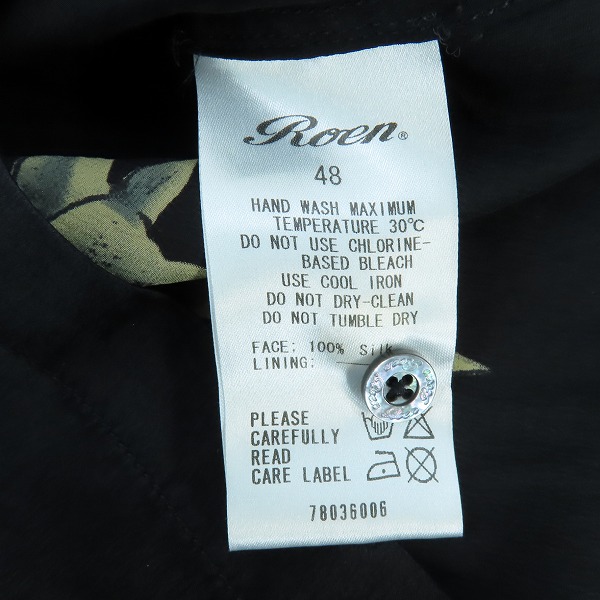 Roen®
48
HAND WASH MAXIMUM
TEMPERATURE 30℃
DO NOT USE CHLORINE-
BASED BLEACH
USE COOL IRON
DO NOT DRY-CLEAN
DO NOT TUMBLE DRY
FACE: 100% Silk
LINING:
PLEASE
CAREFULLY
READ
CARE LABEL
78036006